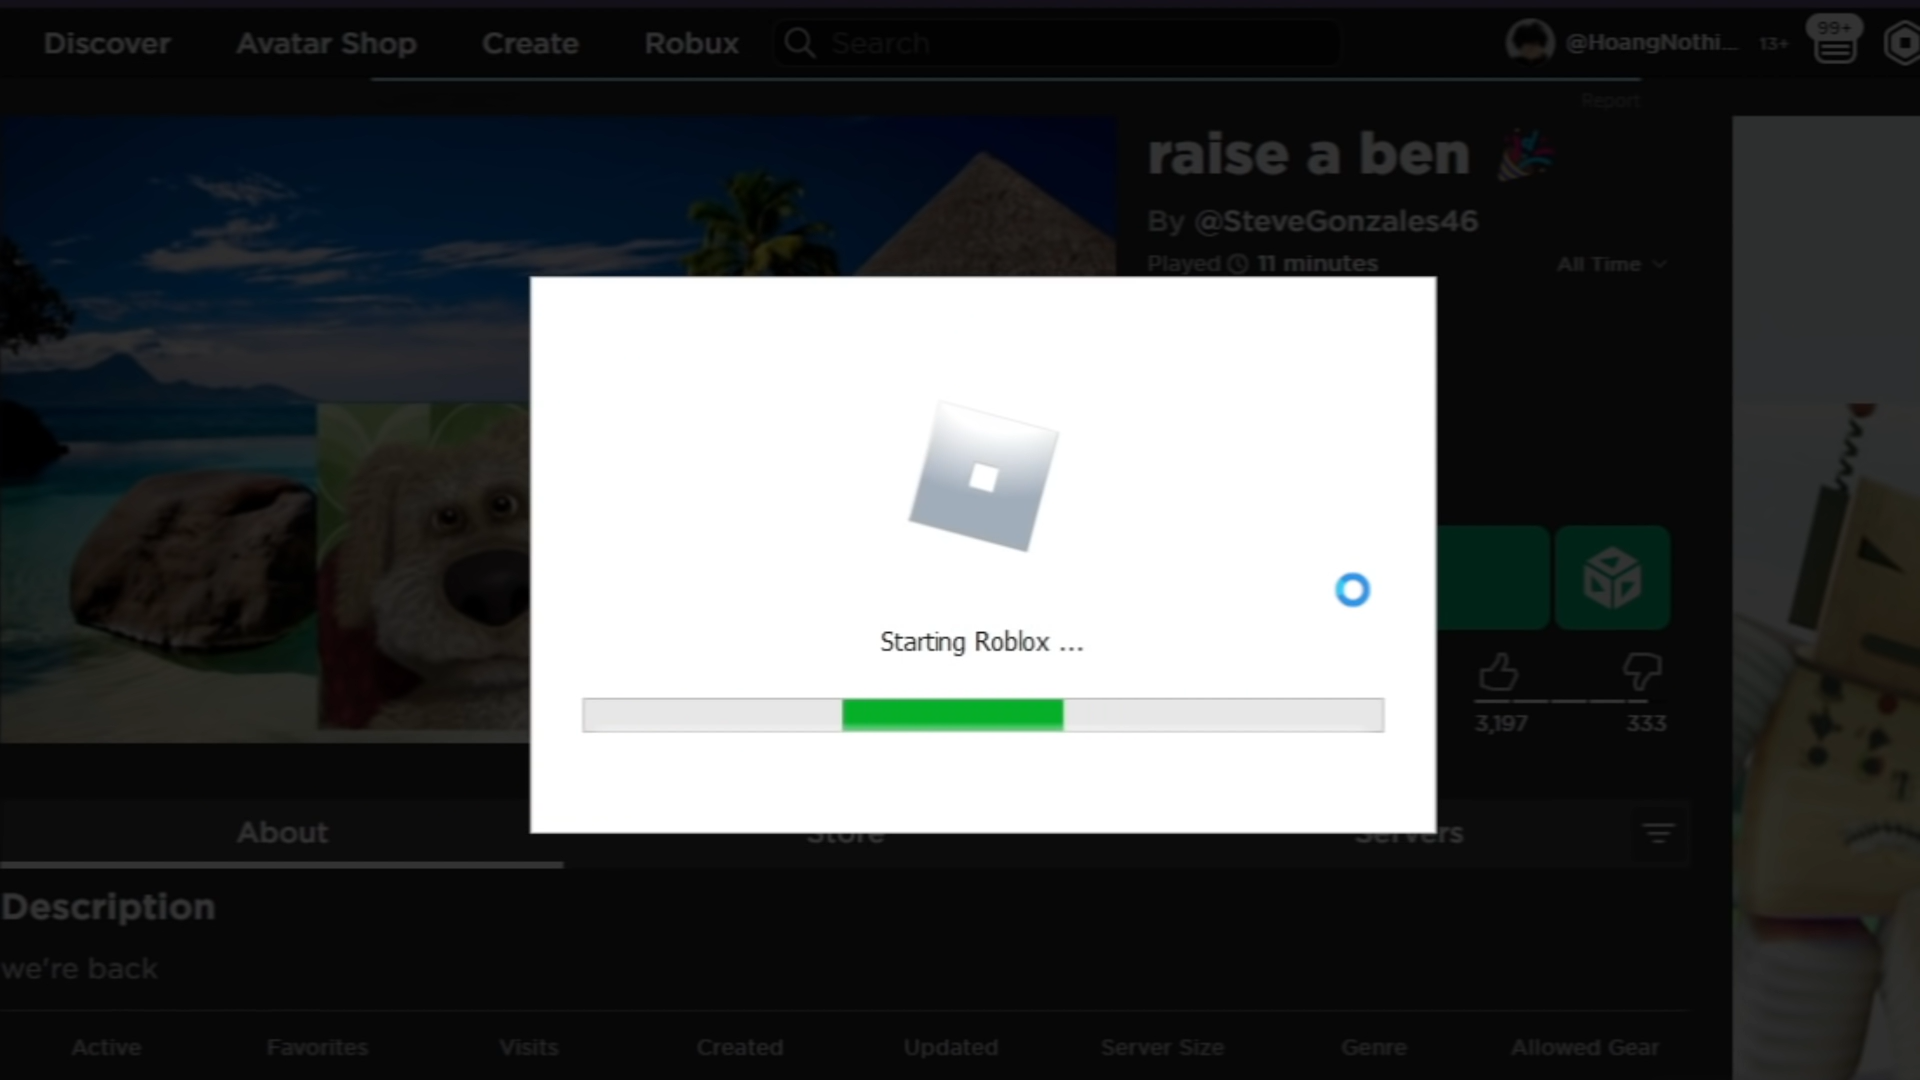 Discover Avatar Shop Create Robux Search @HoangNothi... 13+ 99+
Report
raise a ben
By @SteveGonzales46
Played 11 minutes All Time
Starting Roblox ...
3,197 333
About Store Servers
Description
we're back
Active Favorites Visits Created Updated Server Size Genre Allowed Gear